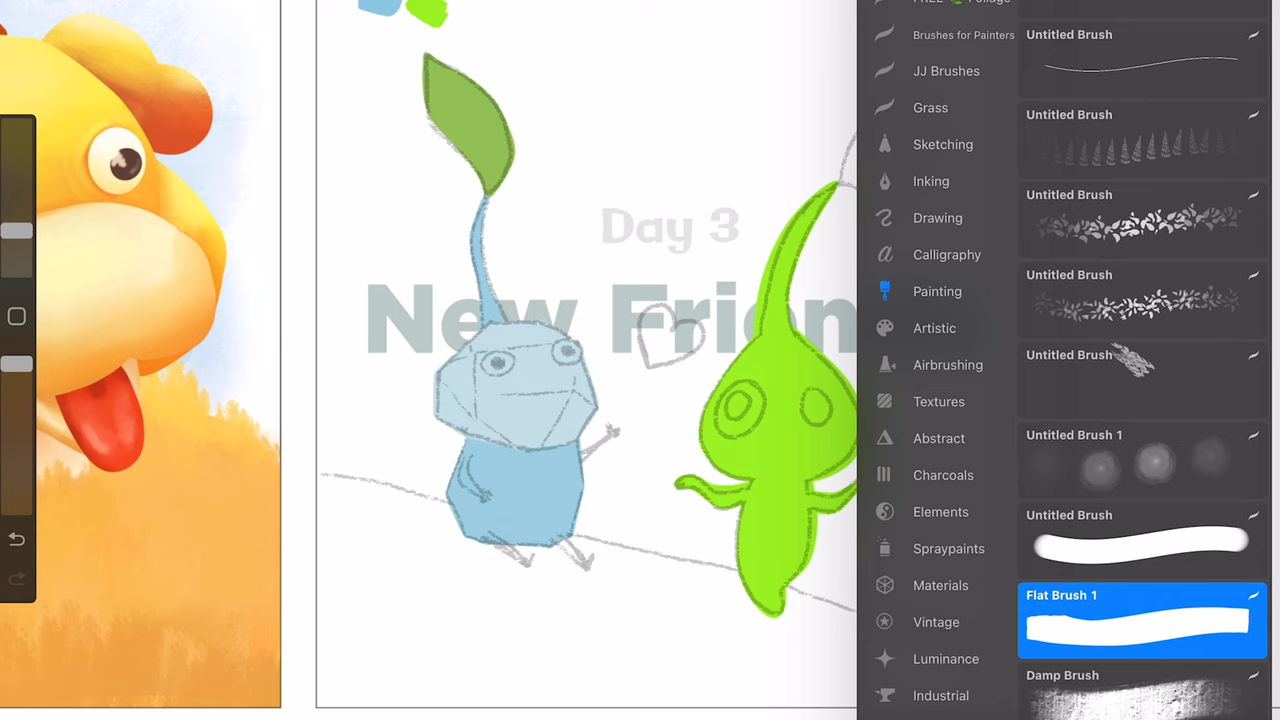 Day 3
New Frien
FREE 🌿 Foliage
Brushes for Painters
JJ Brushes
Grass
Sketching
Inking
Drawing
Calligraphy
Painting
Artistic
Airbrushing
Textures
Abstract
Charcoals
Elements
Spraypaints
Materials
Vintage
Luminance
Industrial
Untitled Brush
Untitled Brush
Untitled Brush
Untitled Brush
Untitled Brush
Untitled Brush 1
Untitled Brush
Flat Brush 1
Damp Brush